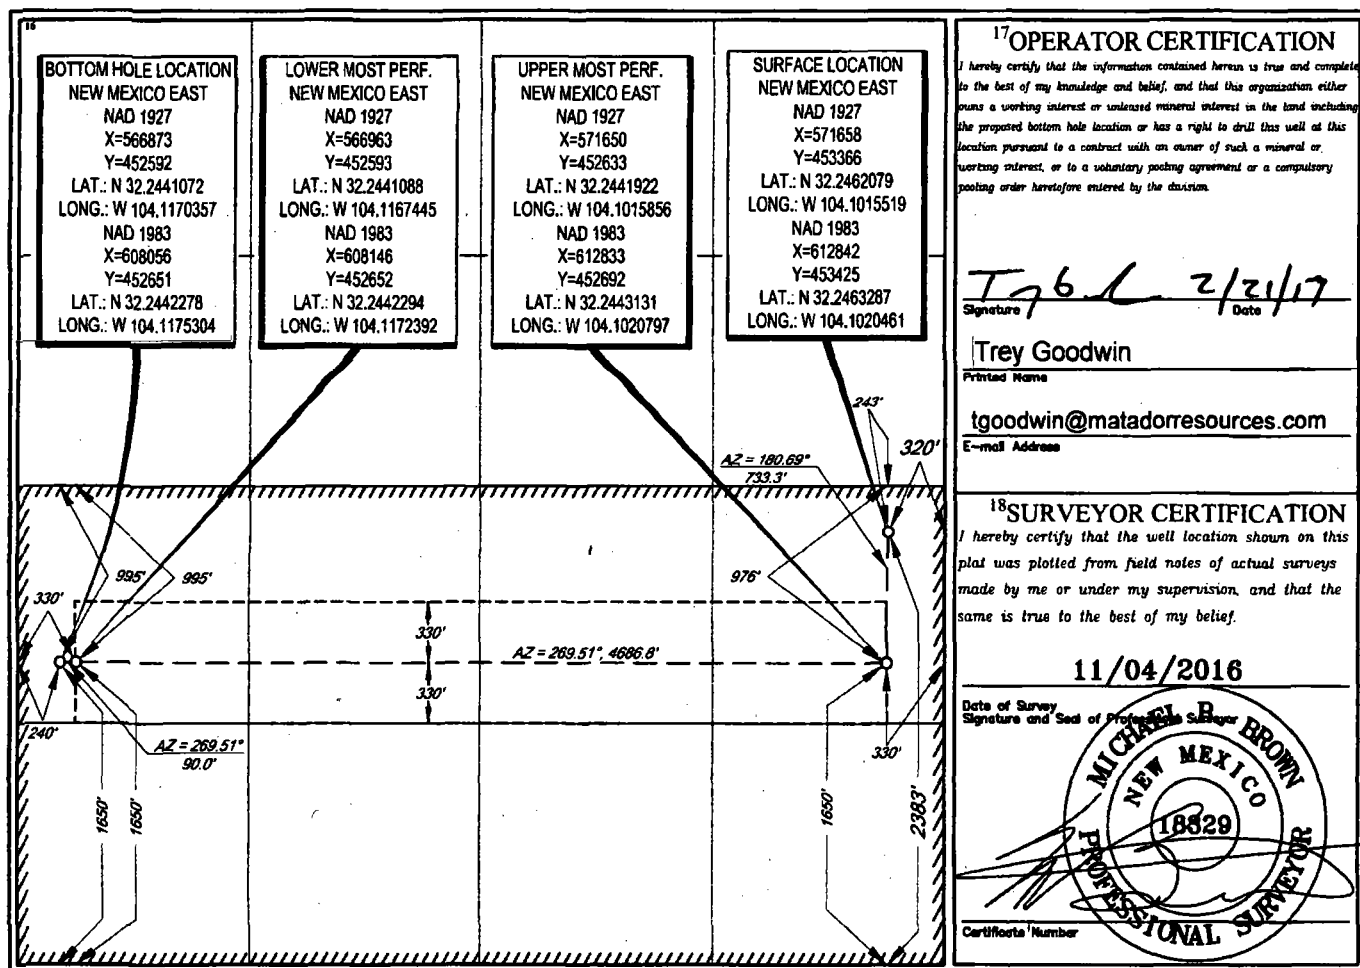 16
BOTTOM HOLE LOCATION
NEW MEXICO EAST
NAD 1927
X=566873
Y=452592
LAT.: N 32.2441072
LONG.: W 104.1170357
NAD 1983
X=608056
Y=452651
LAT.: N 32.2442278
LONG.: W 104.1175304
LOWER MOST PERF.
NEW MEXICO EAST
NAD 1927
X=566963
Y=452593
LAT.: N 32.2441088
LONG.: W 104.1167445
NAD 1983
X=608146
Y=452652
LAT.: N 32.2442294
LONG.: W 104.1172392
UPPER MOST PERF.
NEW MEXICO EAST
NAD 1927
X=571650
Y=452633
LAT.: N 32.2441922
LONG.: W 104.1015856
NAD 1983
X=612833
Y=452692
LAT.: N 32.2443131
LONG.: W 104.1020797
SURFACE LOCATION
NEW MEXICO EAST
NAD 1927
X=571658
Y=453366
LAT.: N 32.2462079
LONG.: W 104.1015519
NAD 1983
X=612842
Y=453425
LAT.: N 32.2463287
LONG.: W 104.1020461
243'
320'
AZ = 180.69°
733.3'
995'
995'
976'
330'
330'
AZ = 269.51°, 4686.8'
330'
240'
AZ = 269.51°
90.0'
330'
1650'
1650'
1650'
2383'
17 OPERATOR CERTIFICATION
I hereby certify that the information contained herein is true and complete
to the best of my knowledge and belief, and that this organization either
owns a working interest or unleased mineral interest in the land including
the proposed bottom hole location or has a right to drill this well at this
location pursuant to a contract with an owner of such a mineral or
working interest, or to a voluntary pooling agreement or a compulsory
pooling order heretofore entered by the division.
2/21/17
Signature Date
Trey Goodwin
Printed Name
tgoodwin@matadorresources.com
E-mail Address
18 SURVEYOR CERTIFICATION
I hereby certify that the well location shown on this
plat was plotted from field notes of actual surveys
made by me or under my supervision, and that the
same is true to the best of my belief.
11/04/2016
Date of Survey
Signature and Seal of Professional Surveyor
MICHAEL B. BROWN
NEW MEXICO
18329
PROFESSIONAL SURVEYOR
Certificate Number